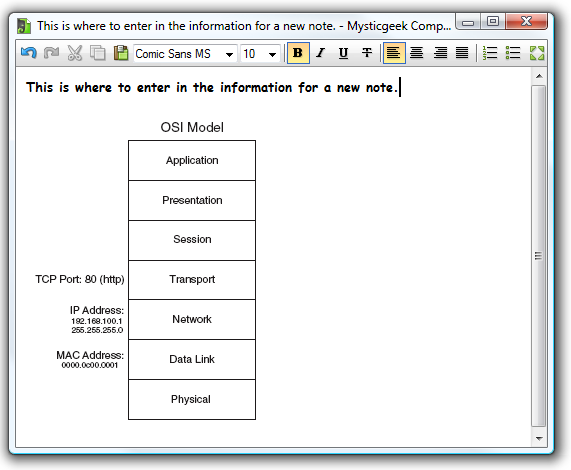 This is where to enter in the information for a new note. - Mysticgeek Comp...
Comic Sans MS 10 B I U T
This is where to enter in the information for a new note.
OSI Model
Application
Presentation
Session
TCP Port: 80 (http) Transport
IP Address:
192.168.100.1
255.255.255.0
Network
MAC Address:
0000.0c00.0001
Data Link
Physical